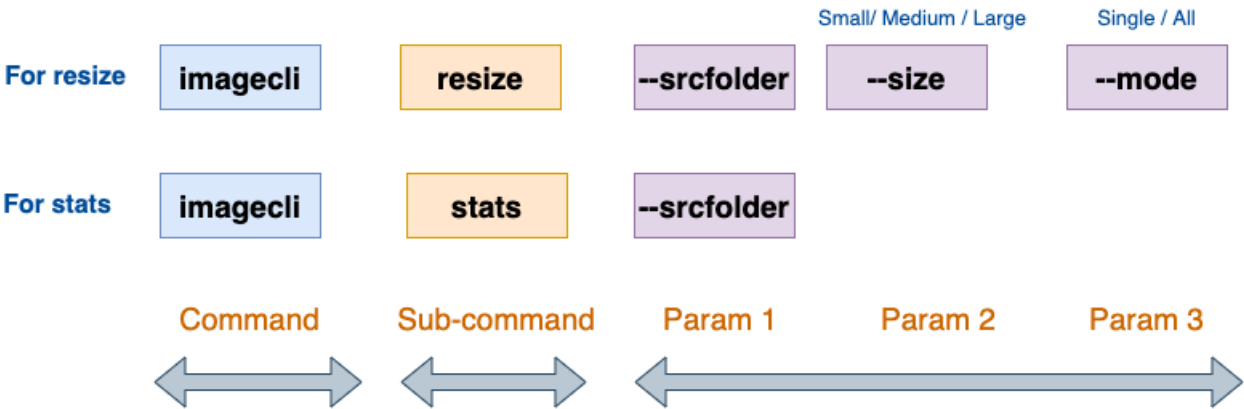 Small/ Medium / Large Single / All
For resize imagecli resize --srcfolder --size --mode
For stats imagecli stats --srcfolder
Command Sub-command Param 1 Param 2 Param 3